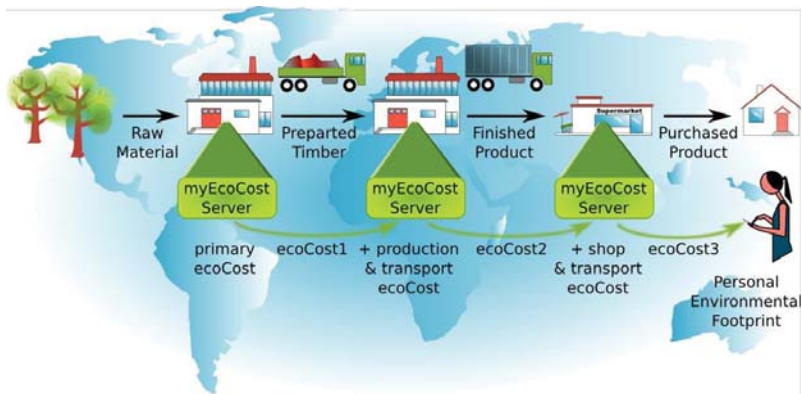 Supermarket
Raw
Material
Preparted
Timber
Finished
Product
Purchased
Product
myEcoCost
Server
myEcoCost
Server
myEcoCost
Server
primary
ecoCost
ecoCost1
+ production
& transport
ecoCost
ecoCost2
+ shop
& transport
ecoCost
ecoCost3
Personal
Environmental
Footprint